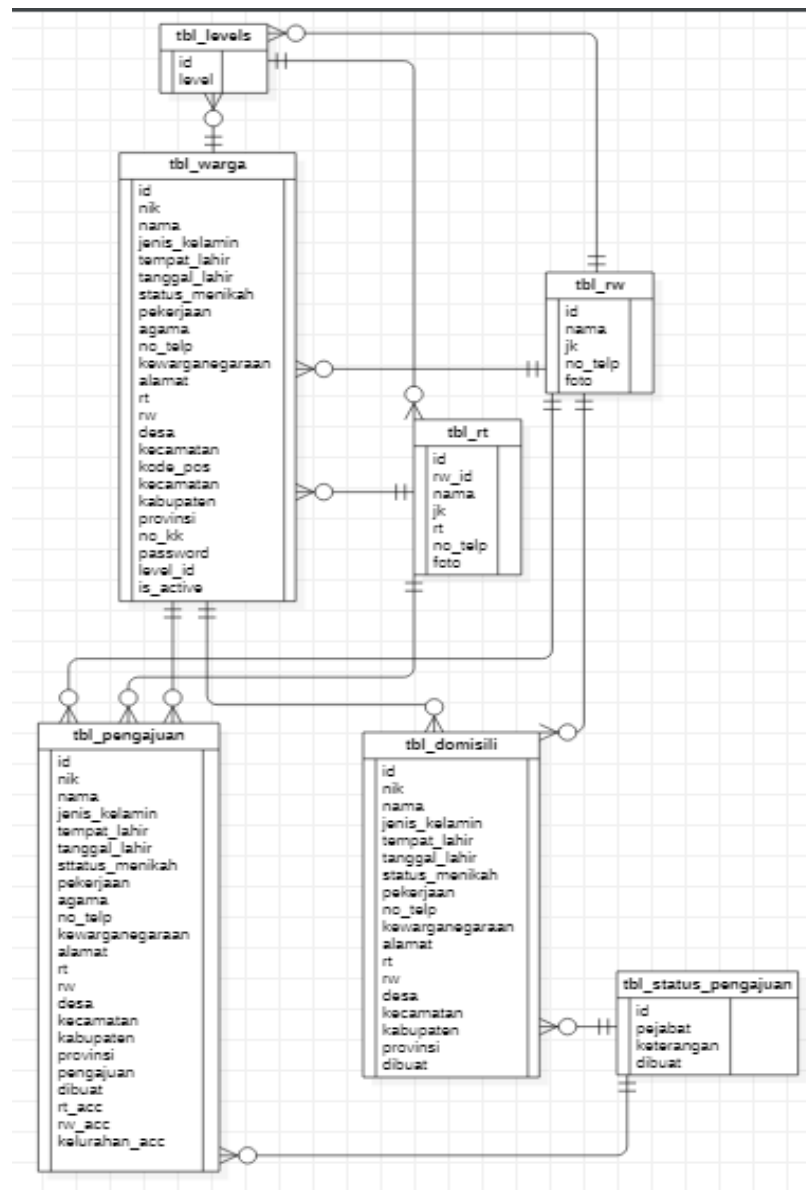 tbl_levels
id
level
tbl_warga
id
nik
nama
jenis_kelamin
tempat_lahir
tanggal_lahir
status_menikah
pekerjaan
agama
no_telp
kewarganegaraan
alamat
rt
rw
desa
kecamatan
kode_pos
kecamatan
kabupaten
provinsi
no_kk
password
level_id
is_active
tbl_rw
id
nama
jk
no_telp
foto
tbl_rt
id
rw_id
nama
jk
rt
no_telp
foto
tbl_pengajuan
id
nik
nama
jenis_kelamin
tempat_lahir
tanggal_lahir
sttatus_menikah
pekerjaan
agama
no_telp
kewarganegaraan
alamat
rt
rw
desa
kecamatan
kabupaten
provinsi
pengajuan
dibuat
rt_acc
rw_acc
kelurahan_acc
tbl_domisili
id
nik
nama
jenis_kelamin
tempat_lahir
tanggal_lahir
status_menikah
pekerjaan
no_telp
kewarganegaraan
alamat
rt
rw
desa
kecamatan
kabupaten
provinsi
dibuat
tbl_status_pengajuan
id
pejabat
keterangan
dibuat